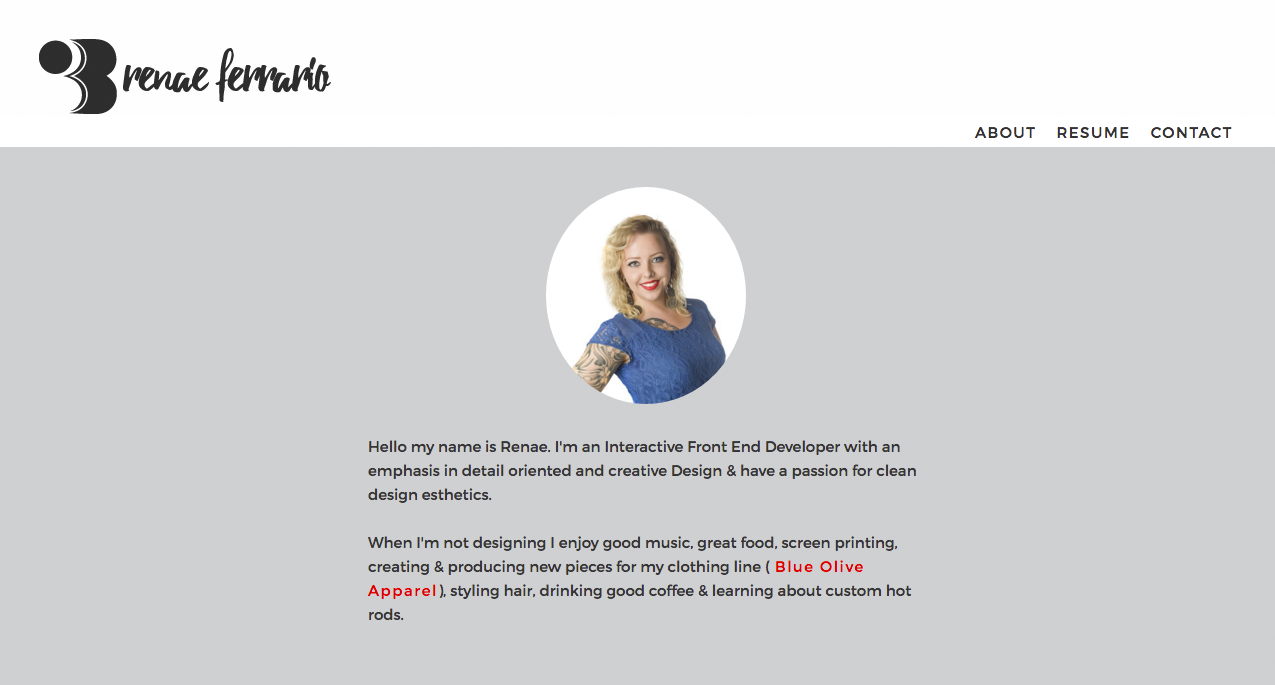 renae ferrario
ABOUT RESUME CONTACT
Hello my name is Renae. I'm an Interactive Front End Developer with an
emphasis in detail oriented and creative Design & have a passion for clean
design esthetics.
When I'm not designing I enjoy good music, great food, screen printing,
creating & producing new pieces for my clothing line ( Blue Olive
Apparel ), styling hair, drinking good coffee & learning about custom hot
rods.